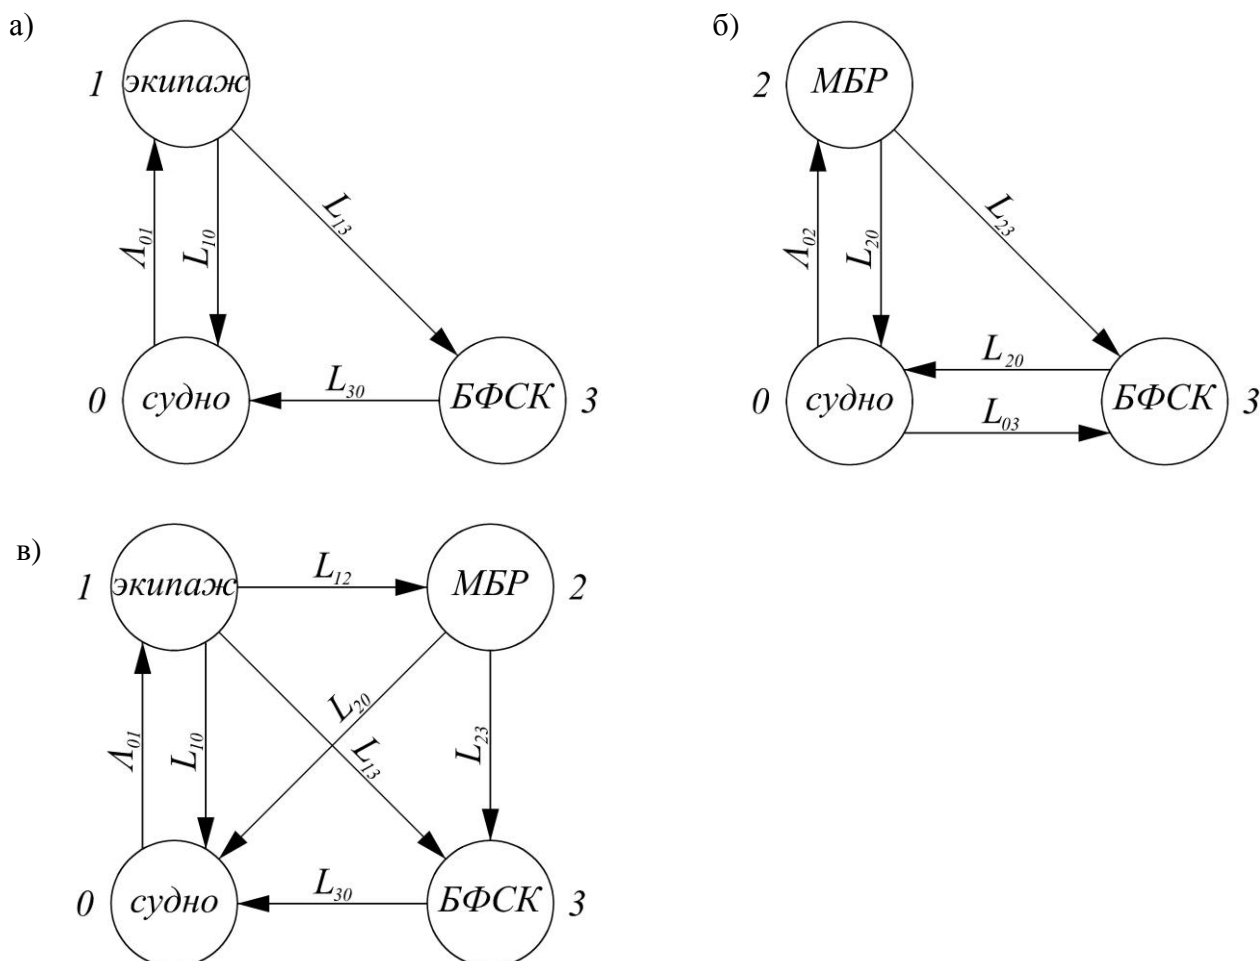 а)
1 экипаж
Λ01 L10 L13
0 судно L30 БФСК 3
б)
2 МБР
Λ02 L20 L23
L20
0 судно БФСК 3
L03
в)
1 экипаж L12 МБР 2
Λ01 L10 L20 L13 L23
0 судно L30 БФСК 3